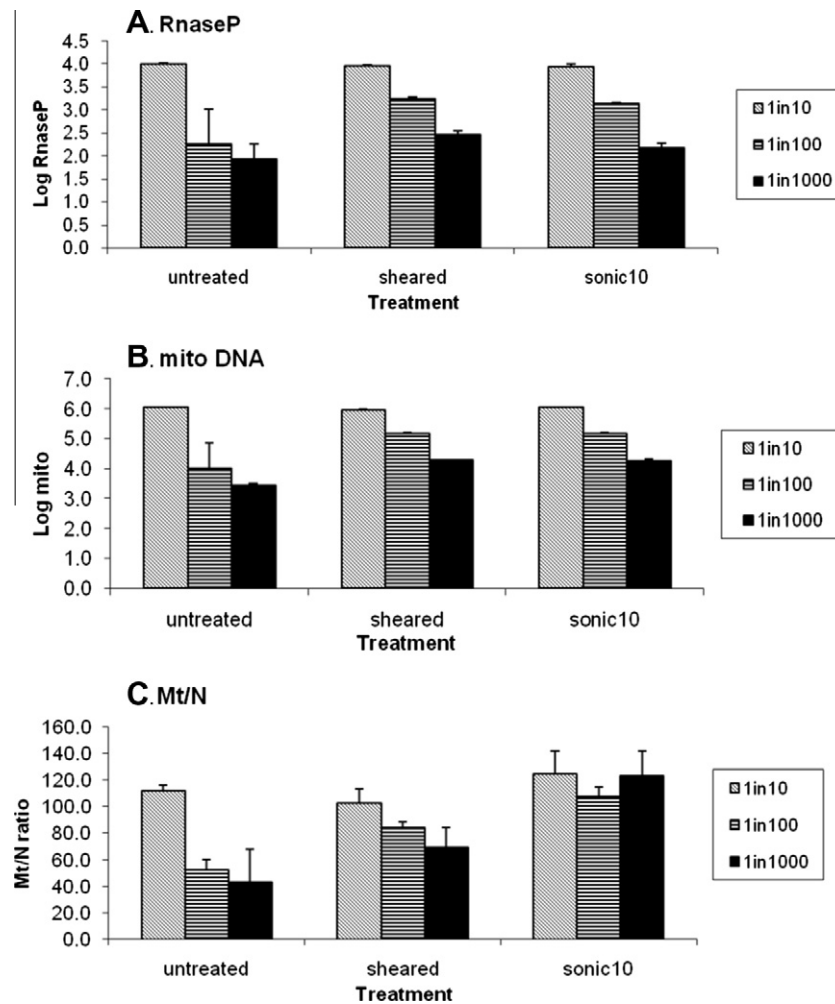 A. RnaseP
4.5
4.0
3.5
3.0
2.5
2.0
1.5
1.0
0.5
0.0
Log RnaseP
untreated sheared sonic10
Treatment
1in10
1in100
1in1000
B. mito DNA
7.0
6.0
5.0
4.0
3.0
2.0
1.0
0.0
Log mito
untreated sheared sonic10
Treatment
1in10
1in100
1in1000
C. Mt/N
160.0
140.0
120.0
100.0
80.0
60.0
40.0
20.0
0.0
Mt/N ratio
untreated sheared sonic10
Treatment
1in10
1in100
1in1000